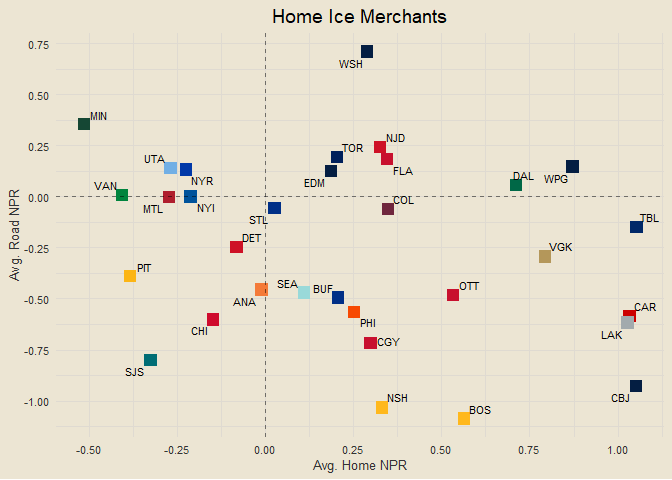 Home Ice Merchants
0.75
WSH
0.50
MIN
0.25
NJD
TOR
UTA
FLA
EDM
DAL
WPG
VAN
NYR
0.00
COL
MTL
NYI
STL
TBL
DET
VGK
-0.25
PIT
SEA
BUF
OTT
ANA
-0.50
CAR
PHI
CHI
LAK
CGY
-0.75
SJS
NSH
CBJ
BOS
-1.00
-0.50
-0.25
0.00
0.25
0.50
0.75
1.00
Avg. Home NPR
Avg. Road NPR